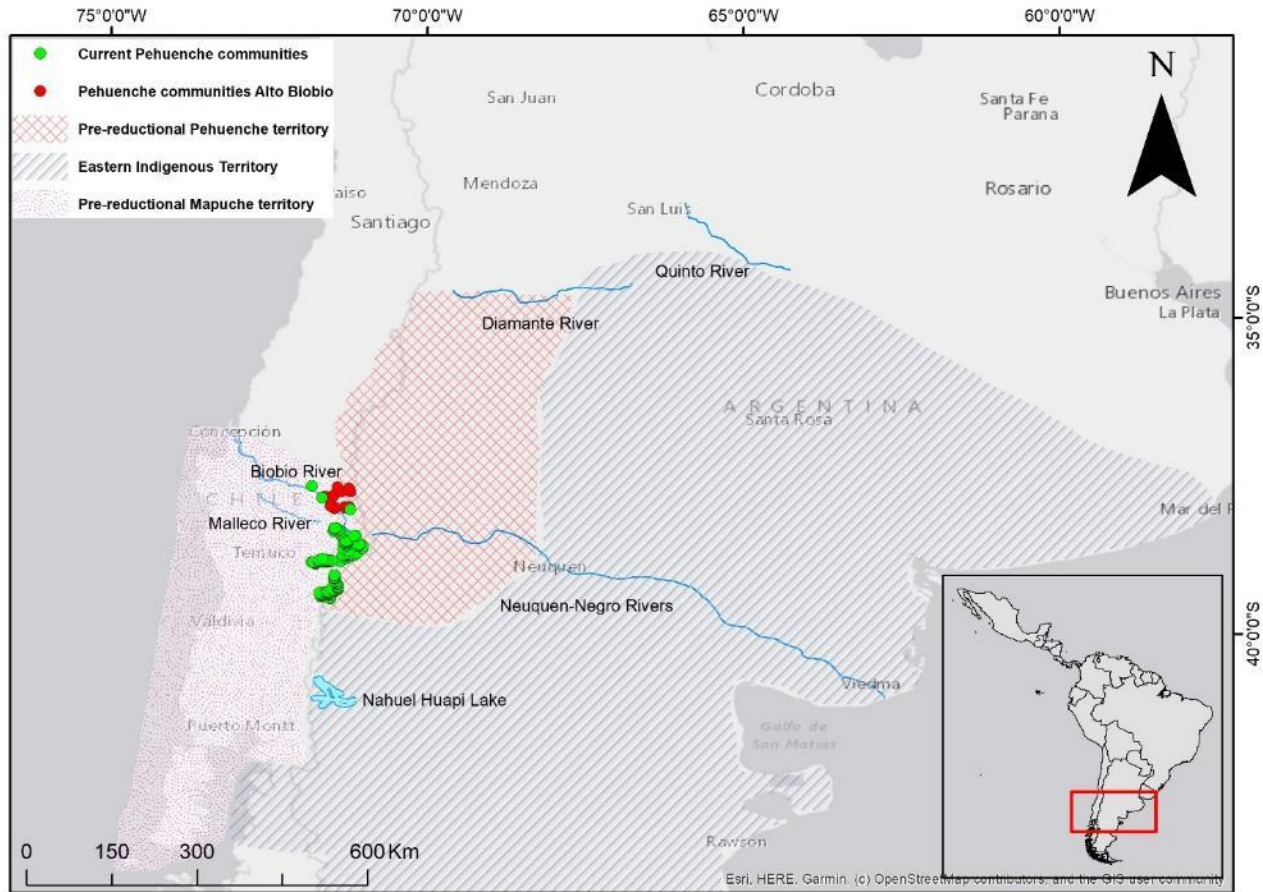 75°0'0"W
70°0'0"W
65°0'0"W
60°0'0"W
Current Pehuenche communities
Pehuenche communities Alto Biobio
Pre-reductional Pehuenche territory
Eastern Indigenous Territory
Pre-reductional Mapuche territory
N
San Juan
Cordoba
Santa Fe
Parana
Mendoza
raiso
Santiago
San Luis
Rosario
Quinto River
Buenos Aires
La Plata
Diamante River
35°0'0"S
ARGENTINA
Santa Rosa
Concepción
Biobio River
CHILE
Malleco River
Temuco
Mar del P
Neuquen
Neuquen-Negro Rivers
Valdivia
40°0'0"S
Viedma
Nahuel Huapi Lake
Puerto Montt
Golfo de
San Matias
Rawson
0 150 300 600 Km
Esri, HERE, Garmin, (c) OpenStreetMap contributors, and the GIS user community